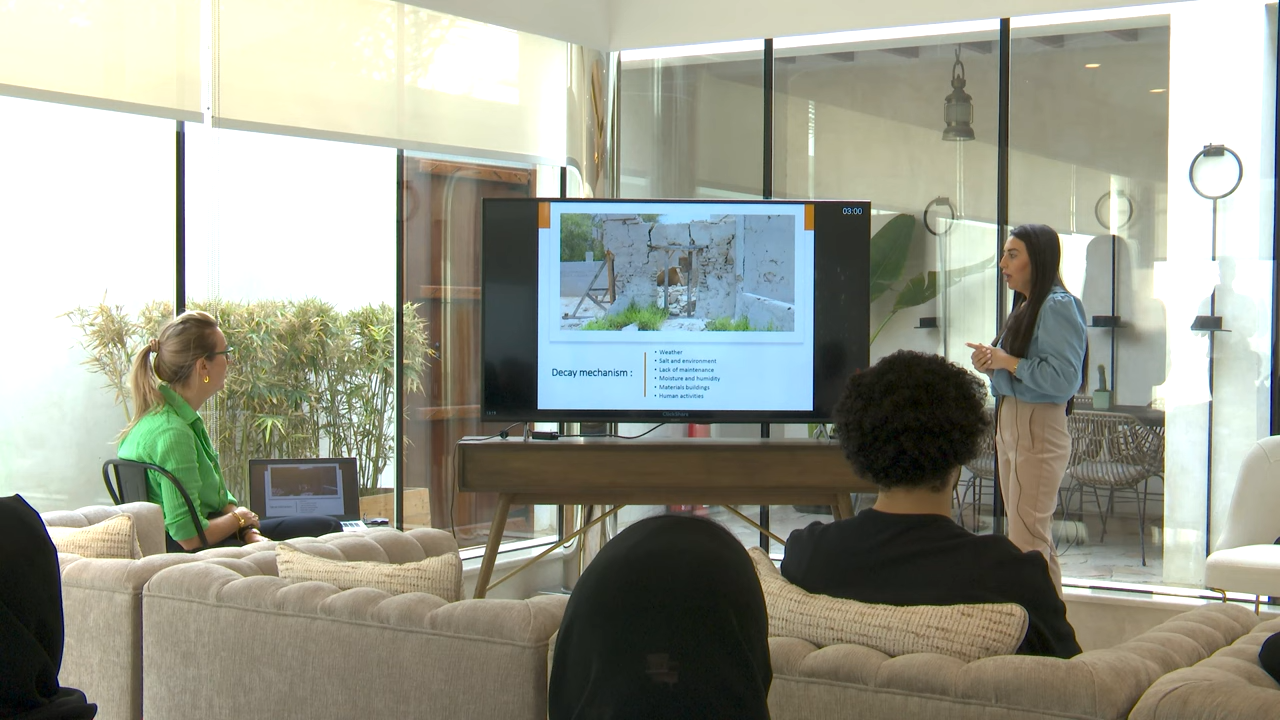 03:00
Decay mechanism :
• Weather
• Salt and environment
• Lack of maintenance
• Moisture and humidity
• Materials buildings
• Human activities